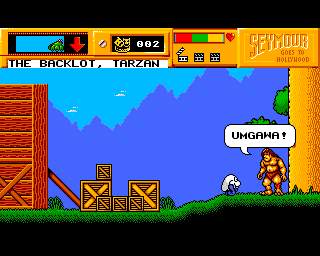 002
SEYMOUR
GOES TO
HOLLYWOOD
THE BACKLOT, TARZAN
UMGAWA!